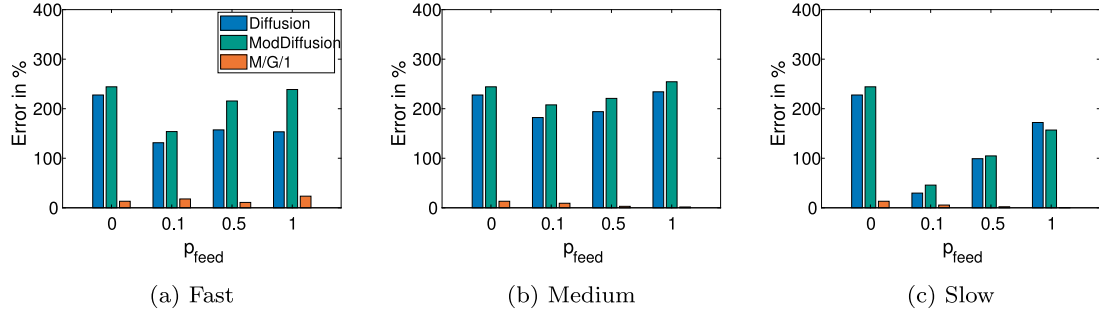 400
300
200
100
0
Error in %
0 0.1 0.5 1
p_feed
Diffusion
ModDiffusion
M/G/1
(a) Fast
400
300
200
100
0
Error in %
0 0.1 0.5 1
p_feed
(b) Medium
400
300
200
100
0
Error in %
0 0.1 0.5 1
p_feed
(c) Slow